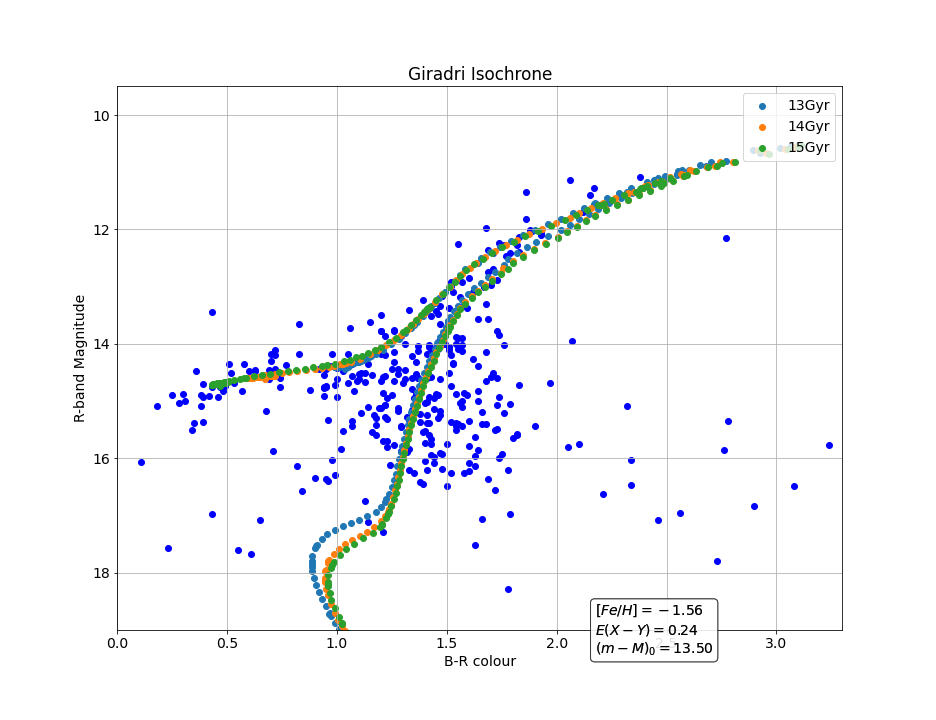 Giradri Isochrone
13Gyr
14Gyr
15Gyr
R-band Magnitude
10
12
14
16
18
0.0 0.5 1.0 1.5 2.0 2.5 3.0
B-R colour
[Fe/H] = −1.56
E(X − Y) = 0.24
(m − M)₀ = 13.50